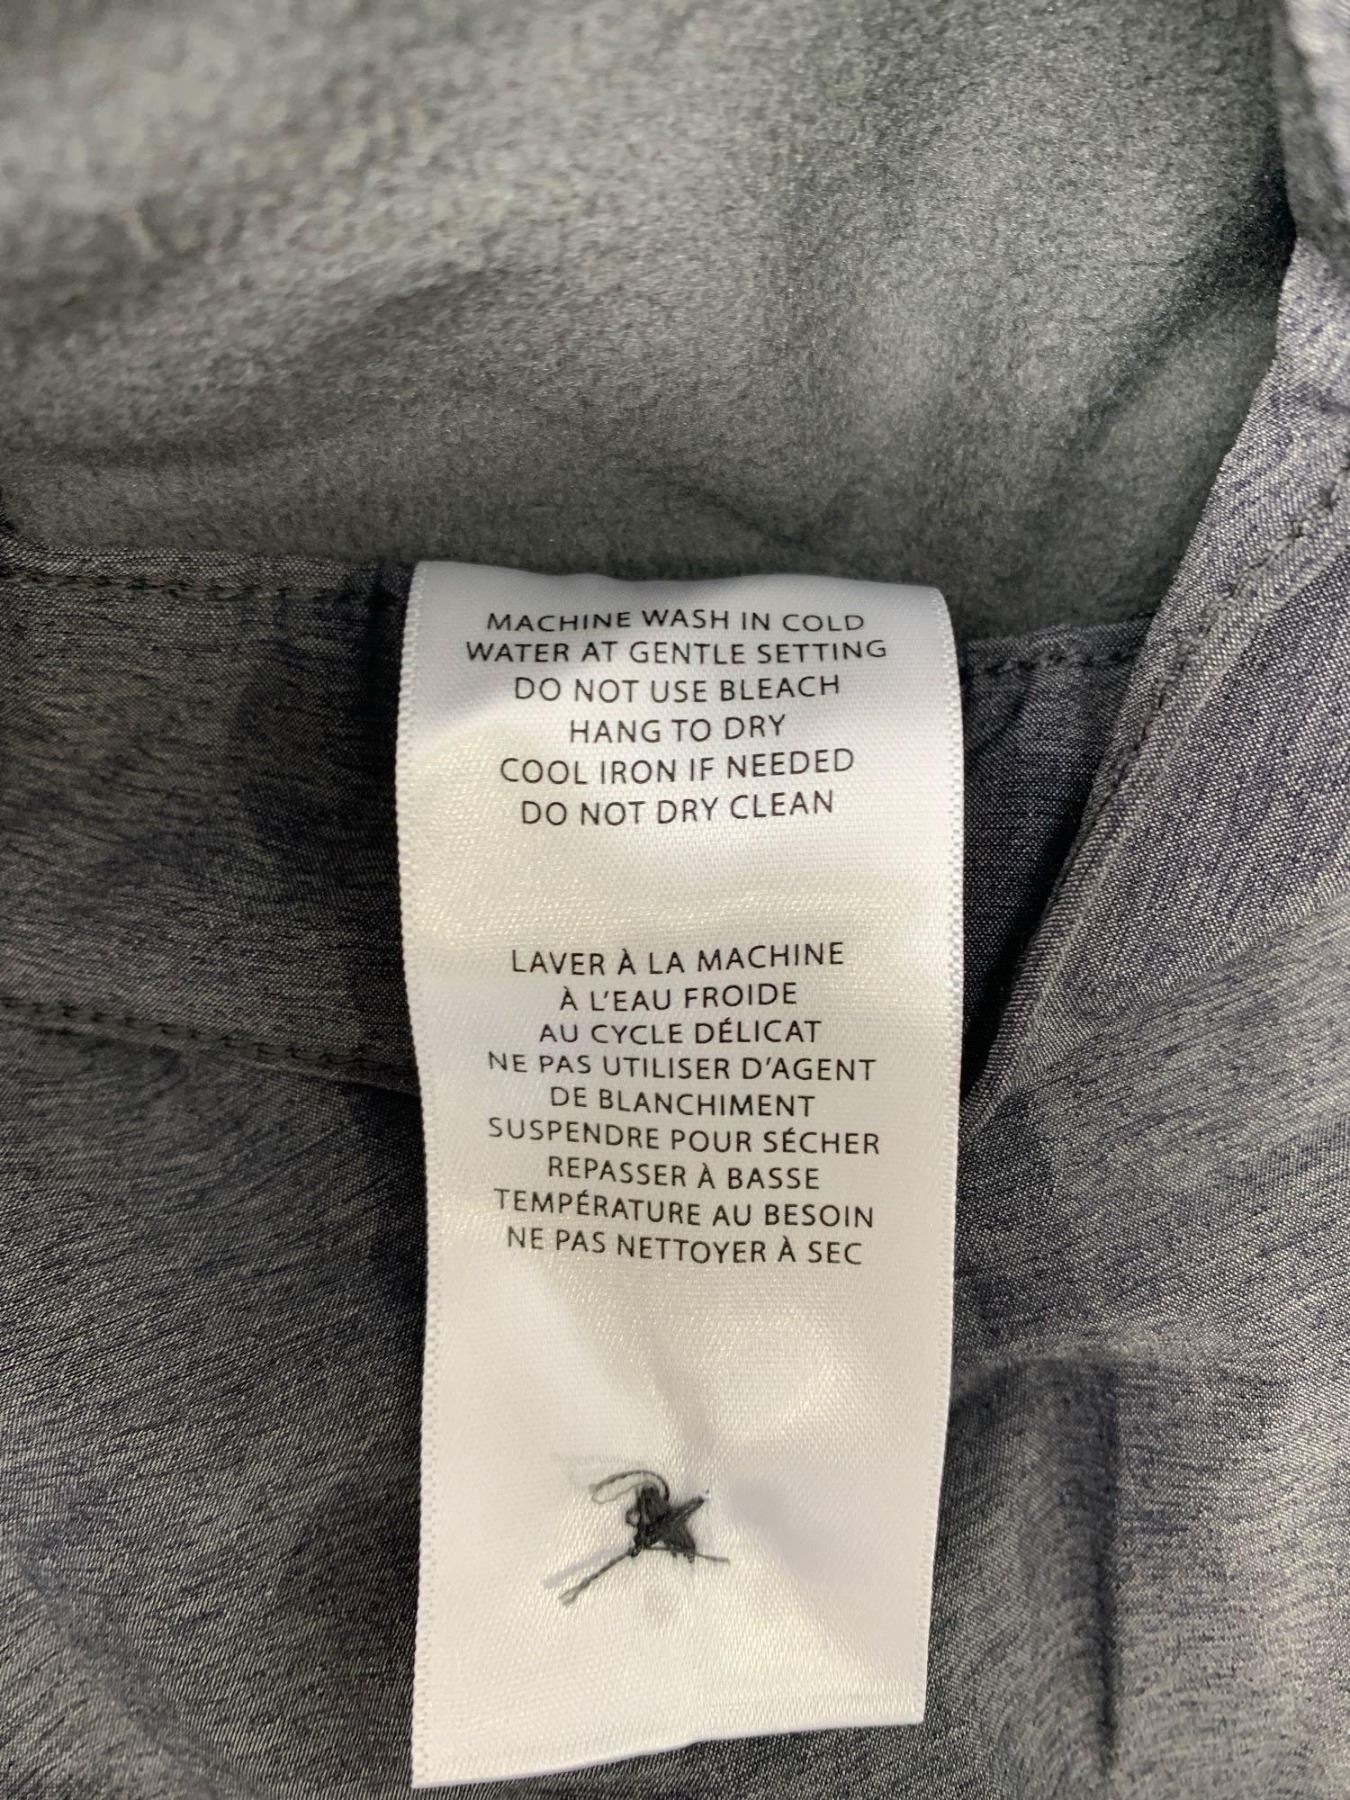 MACHINE WASH IN COLD
WATER AT GENTLE SETTING
DO NOT USE BLEACH
HANG TO DRY
COOL IRON IF NEEDED
DO NOT DRY CLEAN
LAVER À LA MACHINE
À L'EAU FROIDE
AU CYCLE DÉLICAT
NE PAS UTILISER D'AGENT
DE BLANCHIMENT
SUSPENDRE POUR SÉCHER
REPASSER À BASSE
TEMPÉRATURE AU BESOIN
NE PAS NETTOYER À SEC